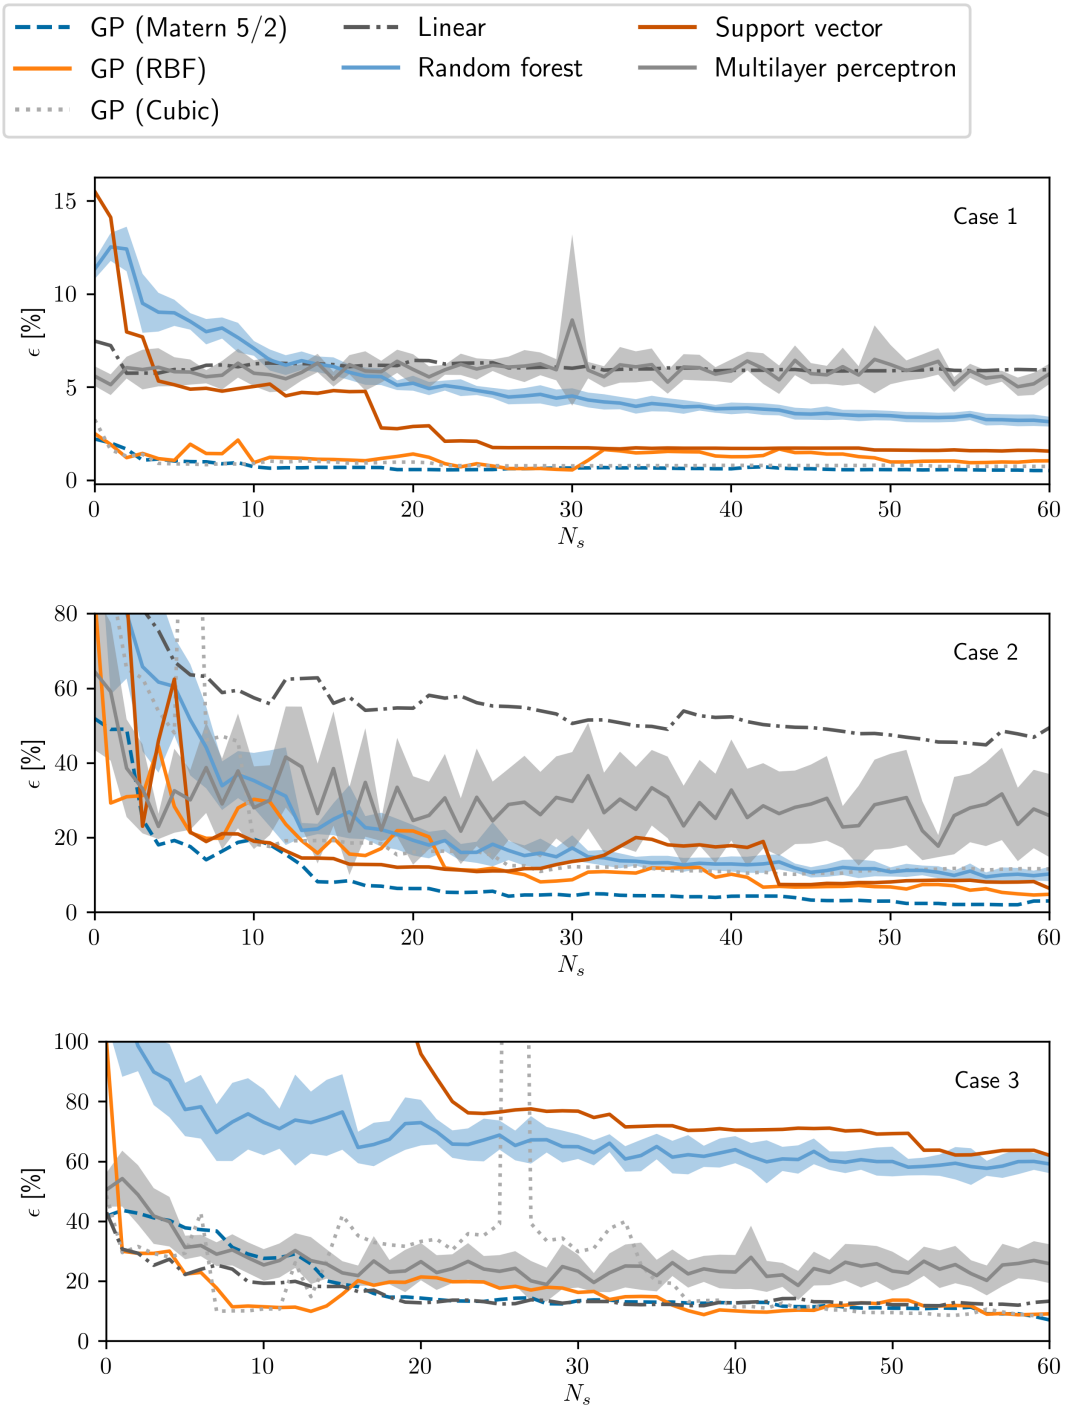 GP (Matern 5/2)
GP (RBF)
GP (Cubic)
Linear
Random forest
Support vector
Multilayer perceptron
Case 1
ϵ [%]
15
10
5
0
0 10 20 30 40 50 60
N_s
Case 2
ϵ [%]
80
60
40
20
0
0 10 20 30 40 50 60
N_s
Case 3
ϵ [%]
100
80
60
40
20
0
0 10 20 30 40 50 60
N_s